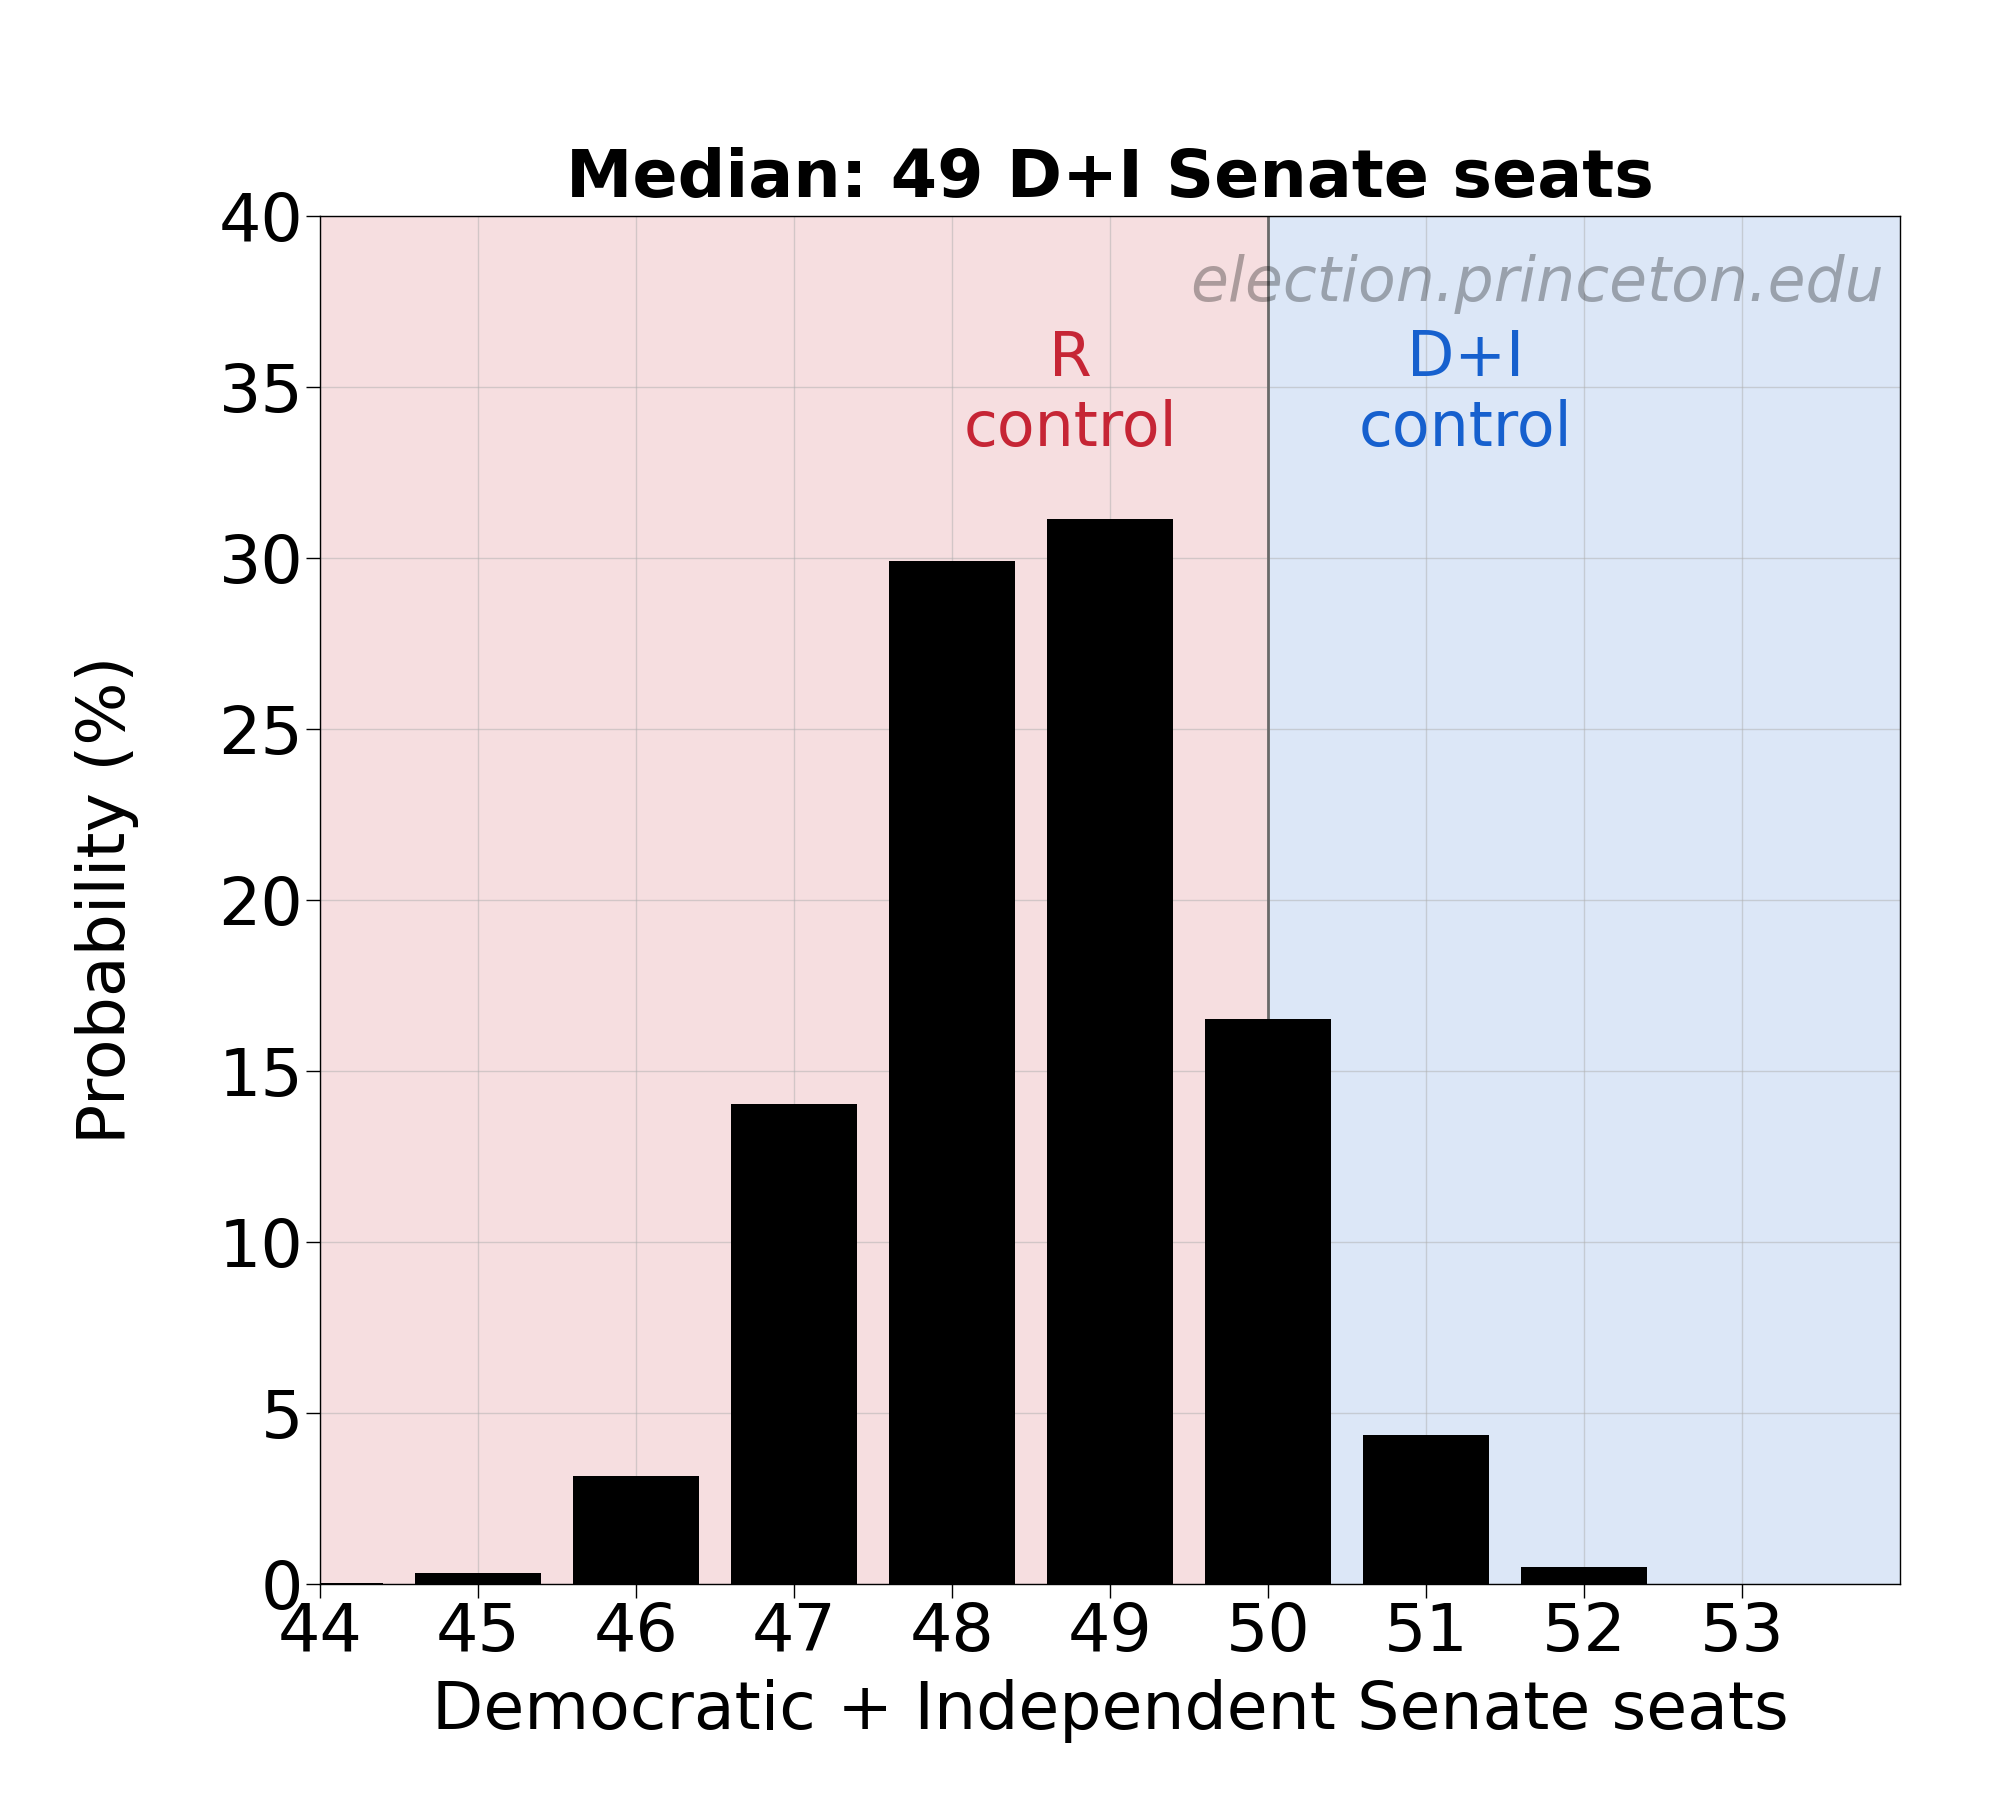 Median: 49 D+I Senate seats
election.princeton.edu
R
control
D+I
control
40
35
30
25
20
15
10
5
0
Probability (%)
44 45 46 47 48 49 50 51 52 53
Democratic + Independent Senate seats